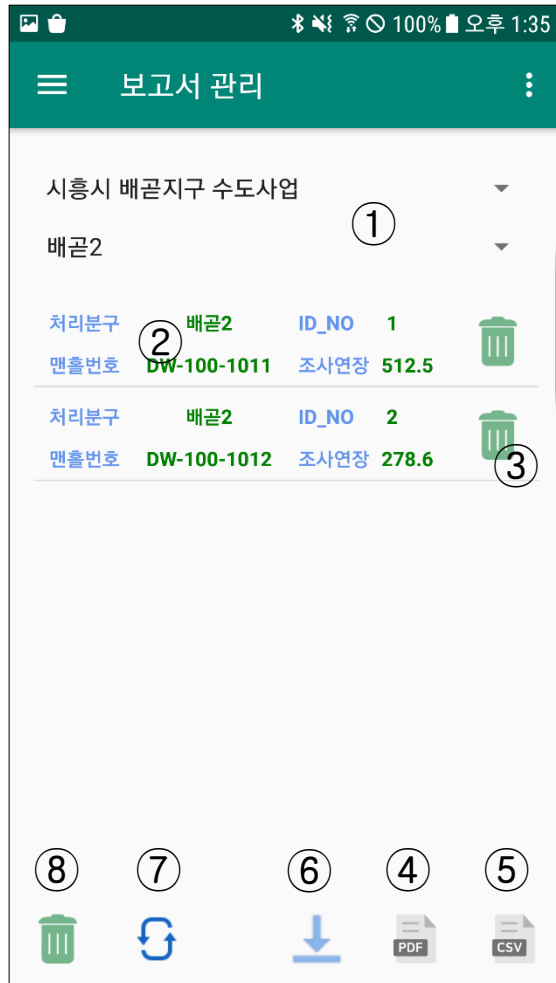 100% 오후 1:35
보고서 관리
시흥시 배곧지구 수도사업
①
배곧2
처리분구 배곧2 ID_NO 1
②
맨홀번호 DW-100-1011 조사연장 512.5
처리분구 배곧2 ID_NO 2
맨홀번호 DW-100-1012 조사연장 278.6
③
⑧ ⑦ ⑥ ④ ⑤
PDF CSV